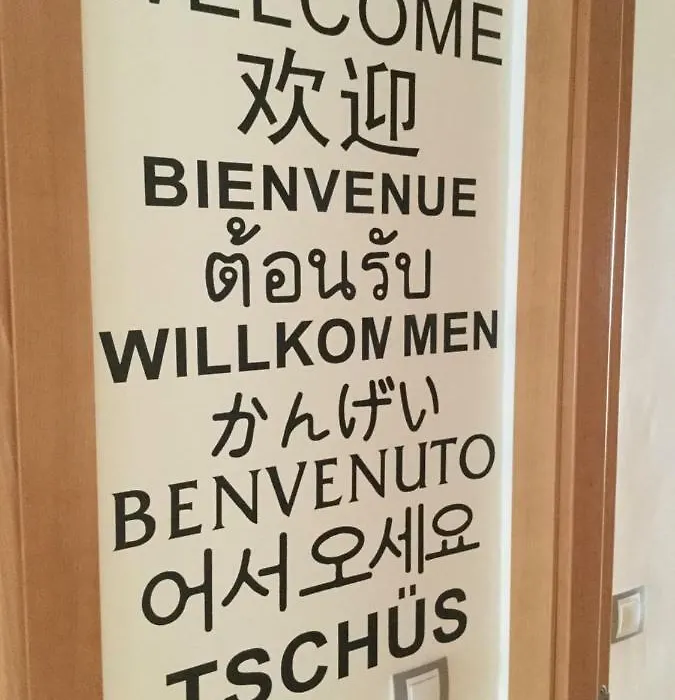 WELCOME
欢迎
BIENVENUE
ต้อนรับ
WILLKOMMEN
かんげい
BENVENUTO
어서오세요
TSCHÜS